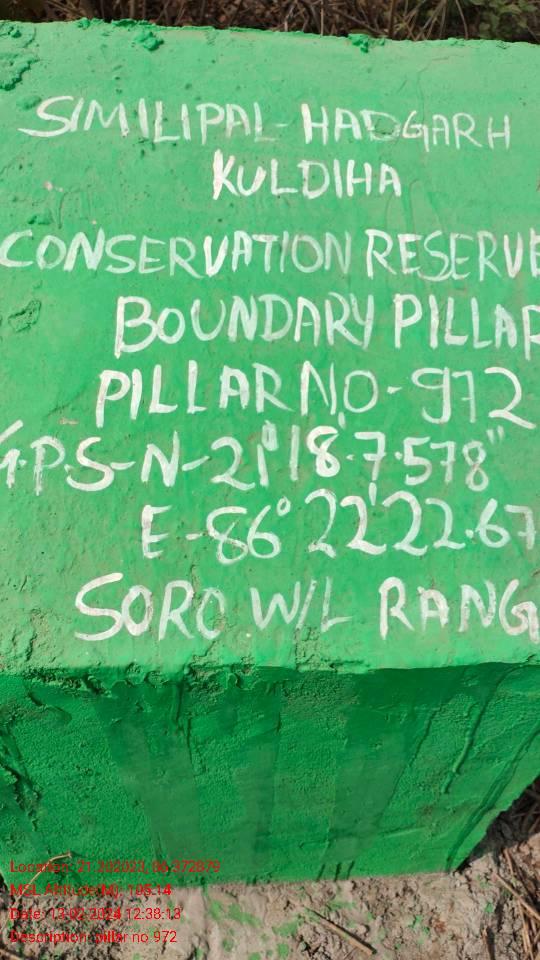 SIMILIPAL-HADGARH
KULDIHA
CONSERVATION RESERVE
BOUNDARY PILLAR
PILLAR NO-972
G.P.S-N-21°18'7.578"
E-86°22'22.67
SORO W/L RANG
Location: 21.302023, 86.372879
MSL Altitude(M): 105.14
Date: 13-02-2024 12:38:13
Description: pillar no 972